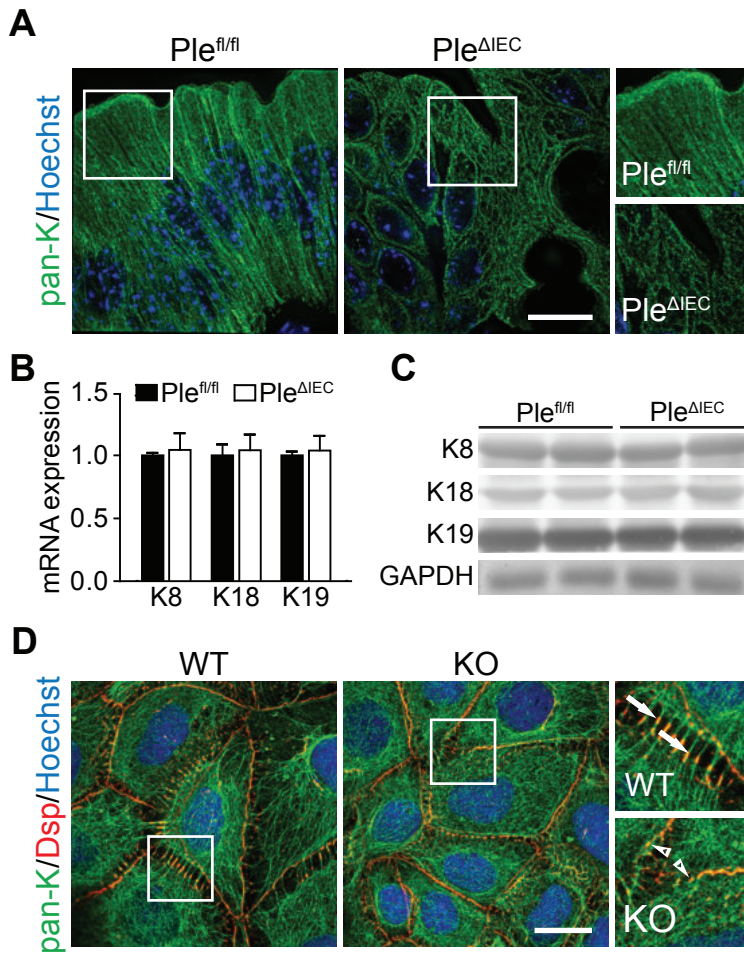 A
Ple^fl/fl Ple^ΔIEC
pan-K/Hoechst
Ple^fl/fl
Ple^ΔIEC
B
Ple^fl/fl Ple^ΔIEC
mRNA expression
1.5
1.0
0.5
0.0
K8 K18 K19
C
Ple^fl/fl Ple^ΔIEC
K8
K18
K19
GAPDH
D
WT KO
pan-K/Dsp/Hoechst
WT
KO